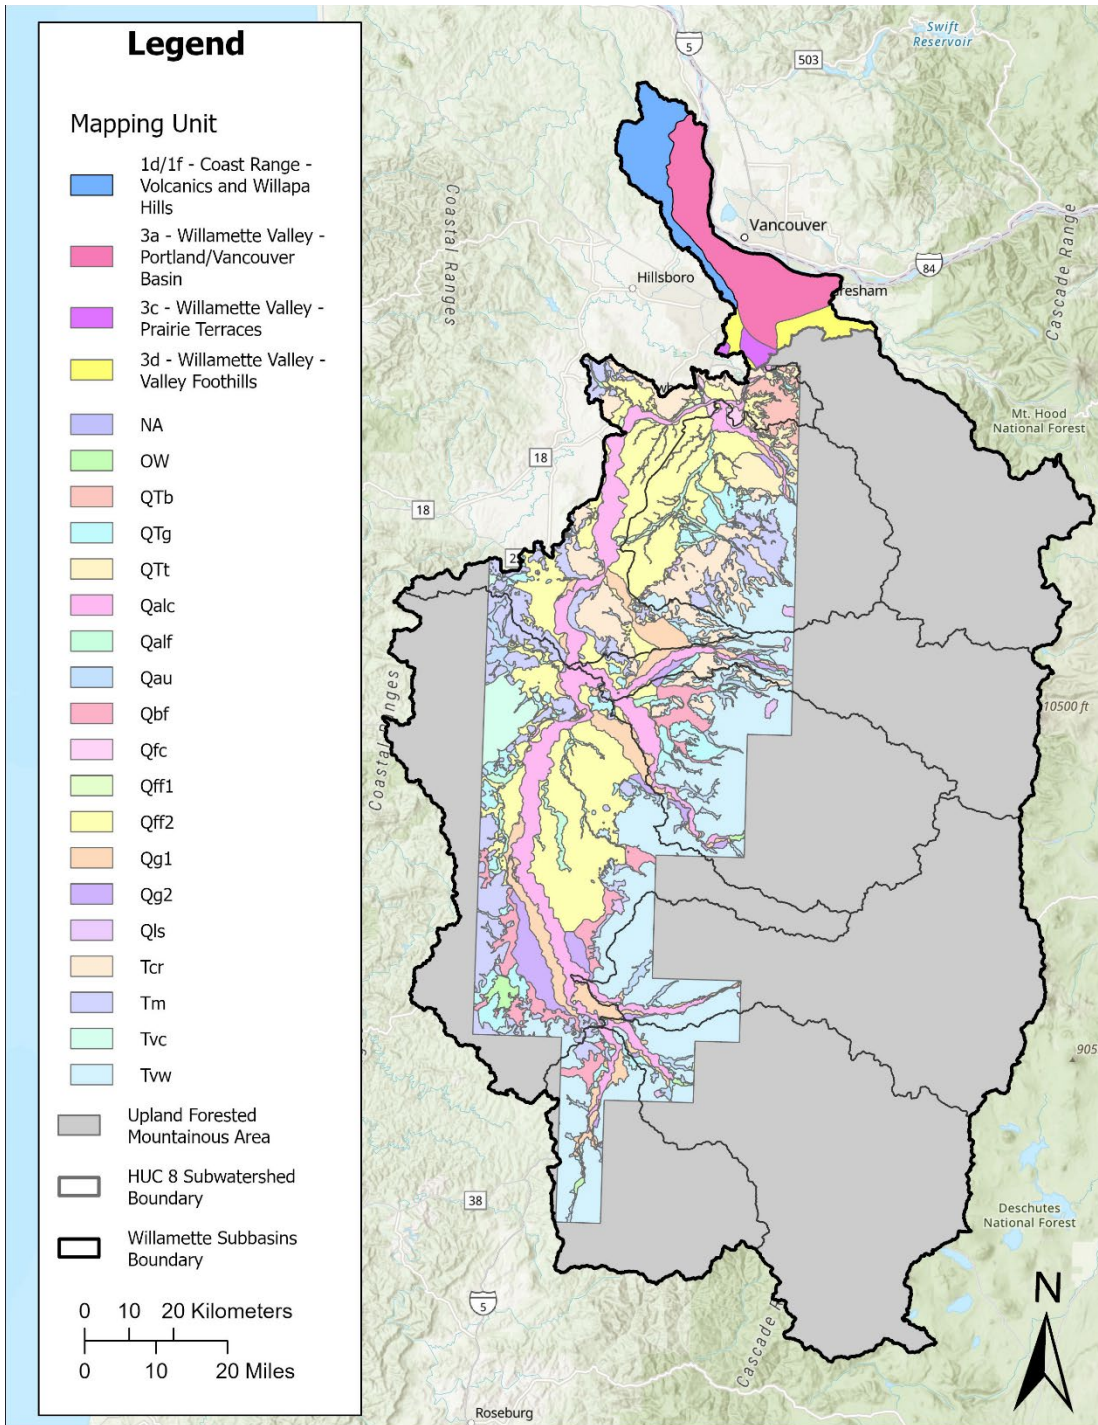 Legend
Mapping Unit
1d/1f - Coast Range -
Volcanics and Willapa
Hills
3a - Willamette Valley -
Portland/Vancouver
Basin
3c - Willamette Valley -
Prairie Terraces
3d - Willamette Valley -
Valley Foothills
NA
OW
QTb
QTg
QTt
Qalc
Qalf
Qau
Qbf
Qfc
Qff1
Qff2
Qg1
Qg2
Qls
Tcr
Tm
Tvc
Tvw
Upland Forested
Mountainous Area
HUC 8 Subwatershed
Boundary
Willamette Subbasins
Boundary
0 10 20 Kilometers
0 10 20 Miles
Swift
Reservoir
5
503
Coastal Ranges
Vancouver
Hillsboro
84
resham
Cascade Range
Mt. Hood
National Forest
18
18
Coastal Ranges
10500 ft
905
38
Deschutes
National Forest
5
Cascade R
N
Roseburg